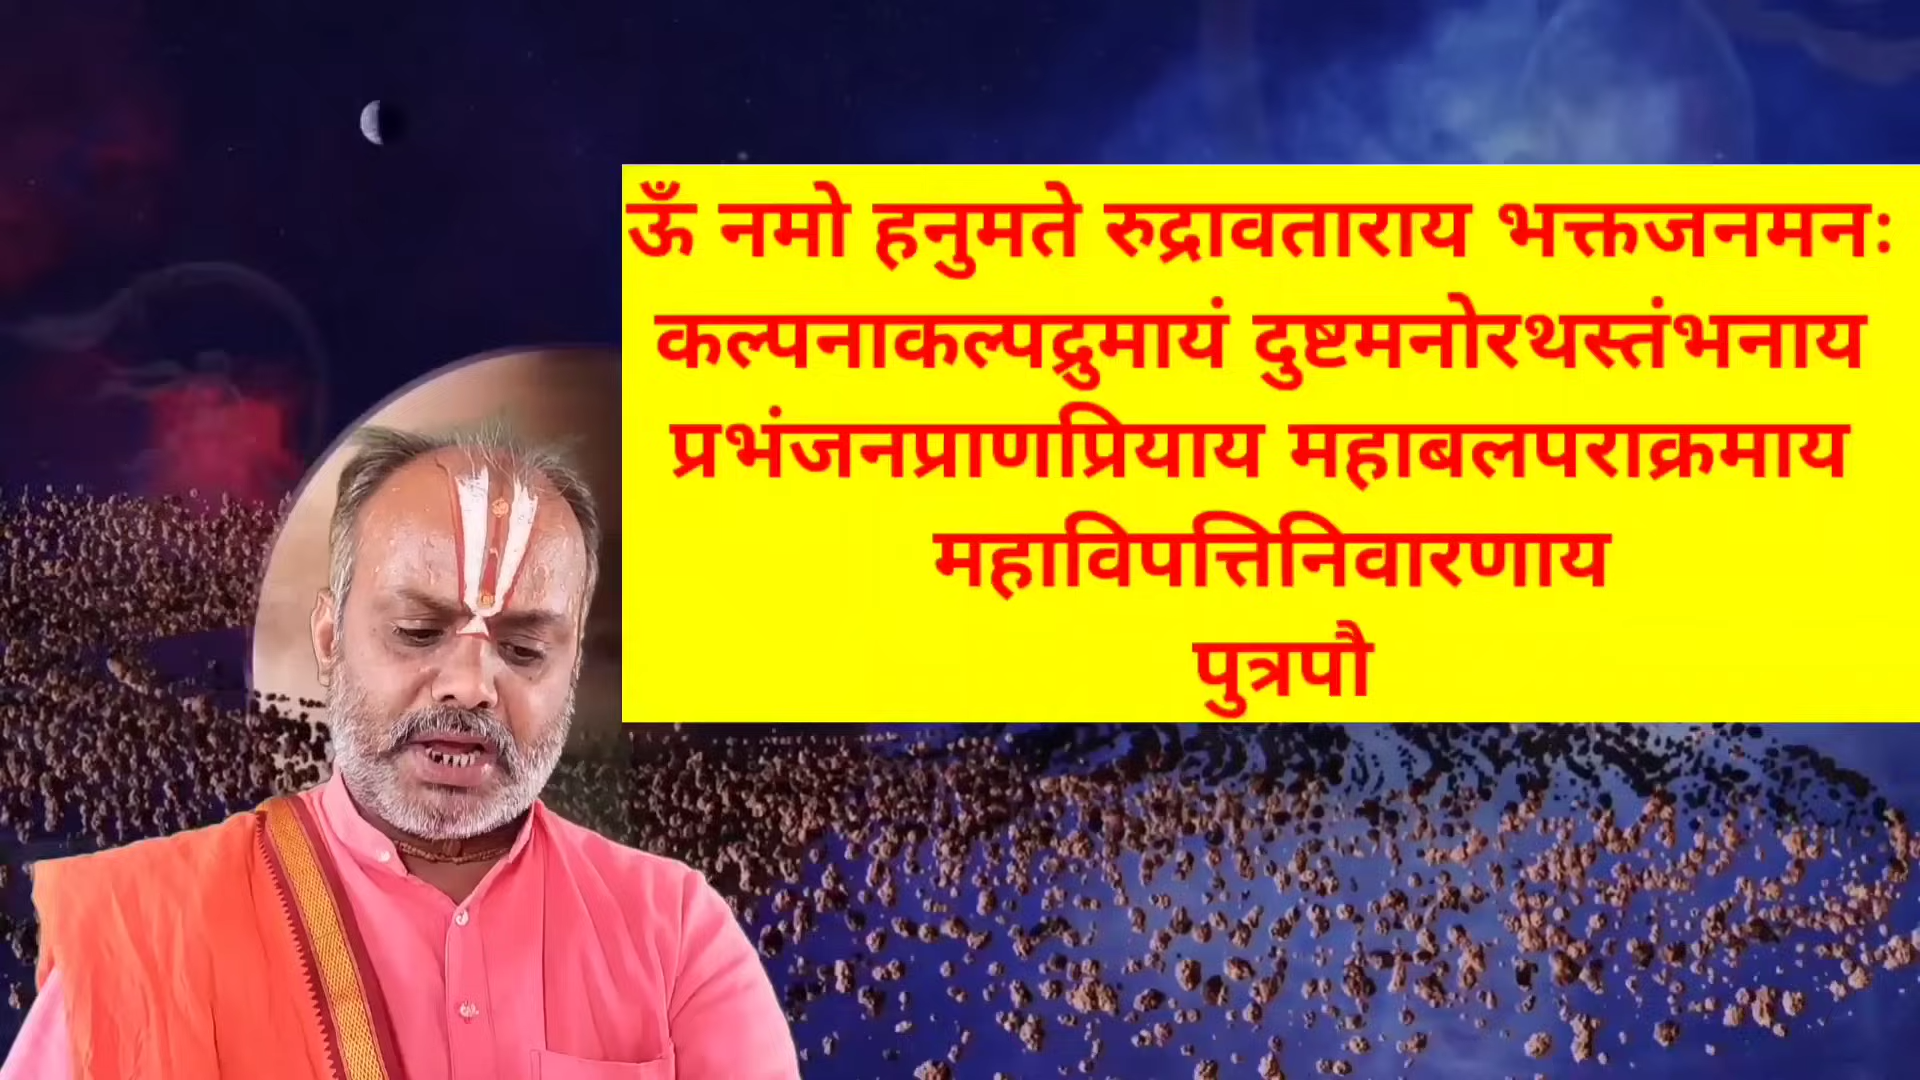 ऊँ नमो हनुमते रुद्रावताराय भक्तजनमनः
कल्पनाकल्पद्रुमायं दुष्टमनोरथस्तंभनाय
प्रभंजनप्राणप्रियाय महाबलपराक्रमाय
महाविपत्तिनिवारणाय
पुत्रपौ